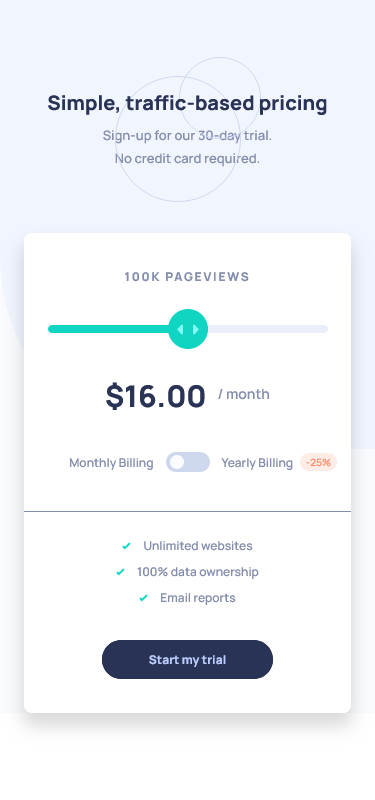 Simple, traffic-based pricing
Sign-up for our 30-day trial.
No credit card required.
100K PAGEVIEWS
$16.00 / month
Monthly Billing Yearly Billing -25%
Unlimited websites
100% data ownership
Email reports
Start my trial